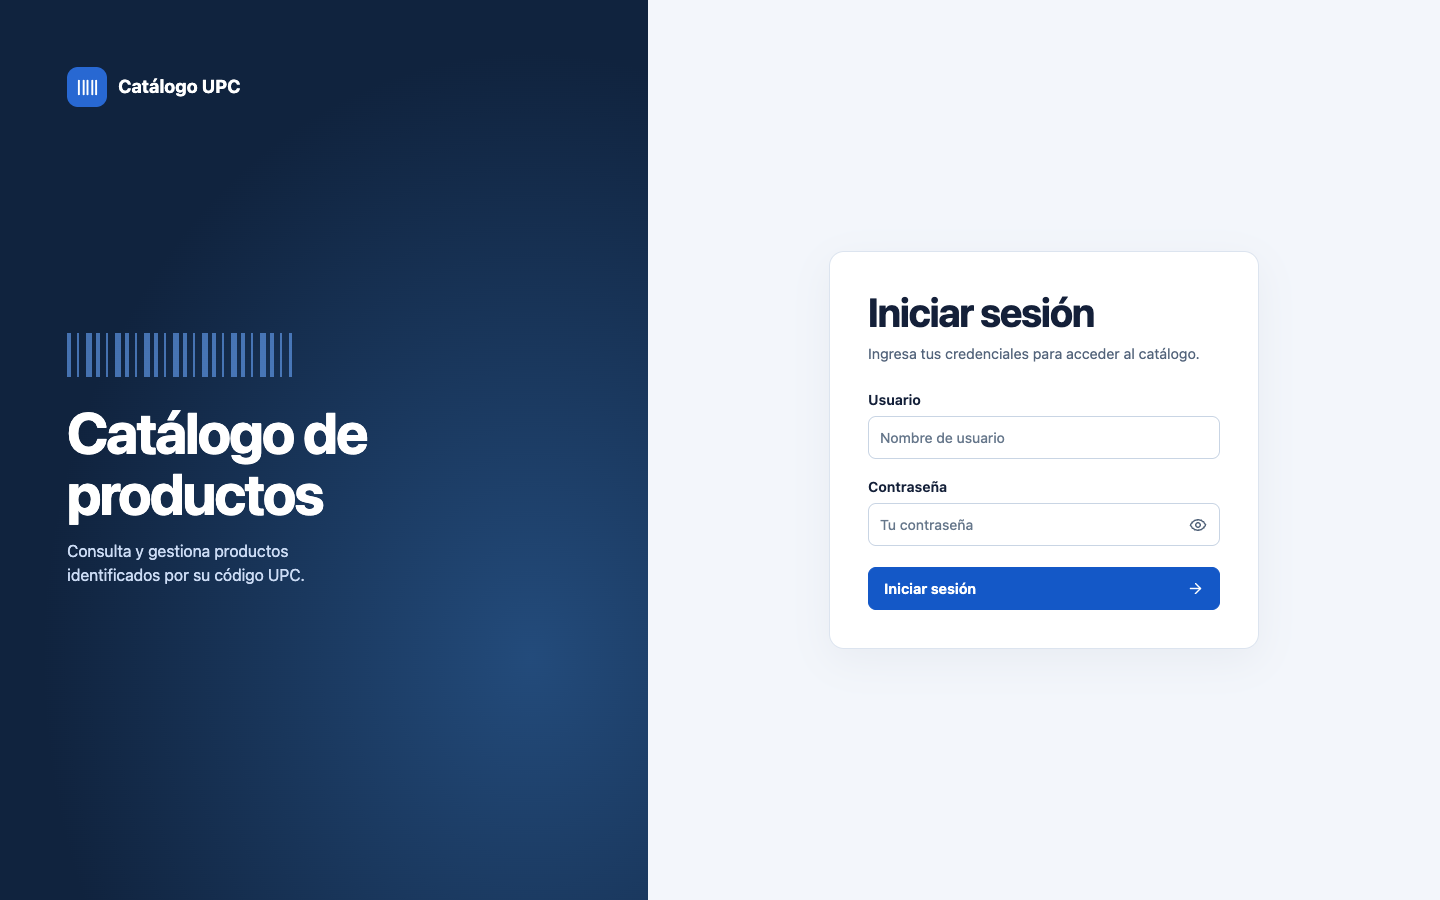 Catálogo UPC
Catálogo de
productos
Consulta y gestiona productos
identificados por su código UPC.
Iniciar sesión
Ingresa tus credenciales para acceder al catálogo.
Usuario
Nombre de usuario
Contraseña
Tu contraseña
Iniciar sesión